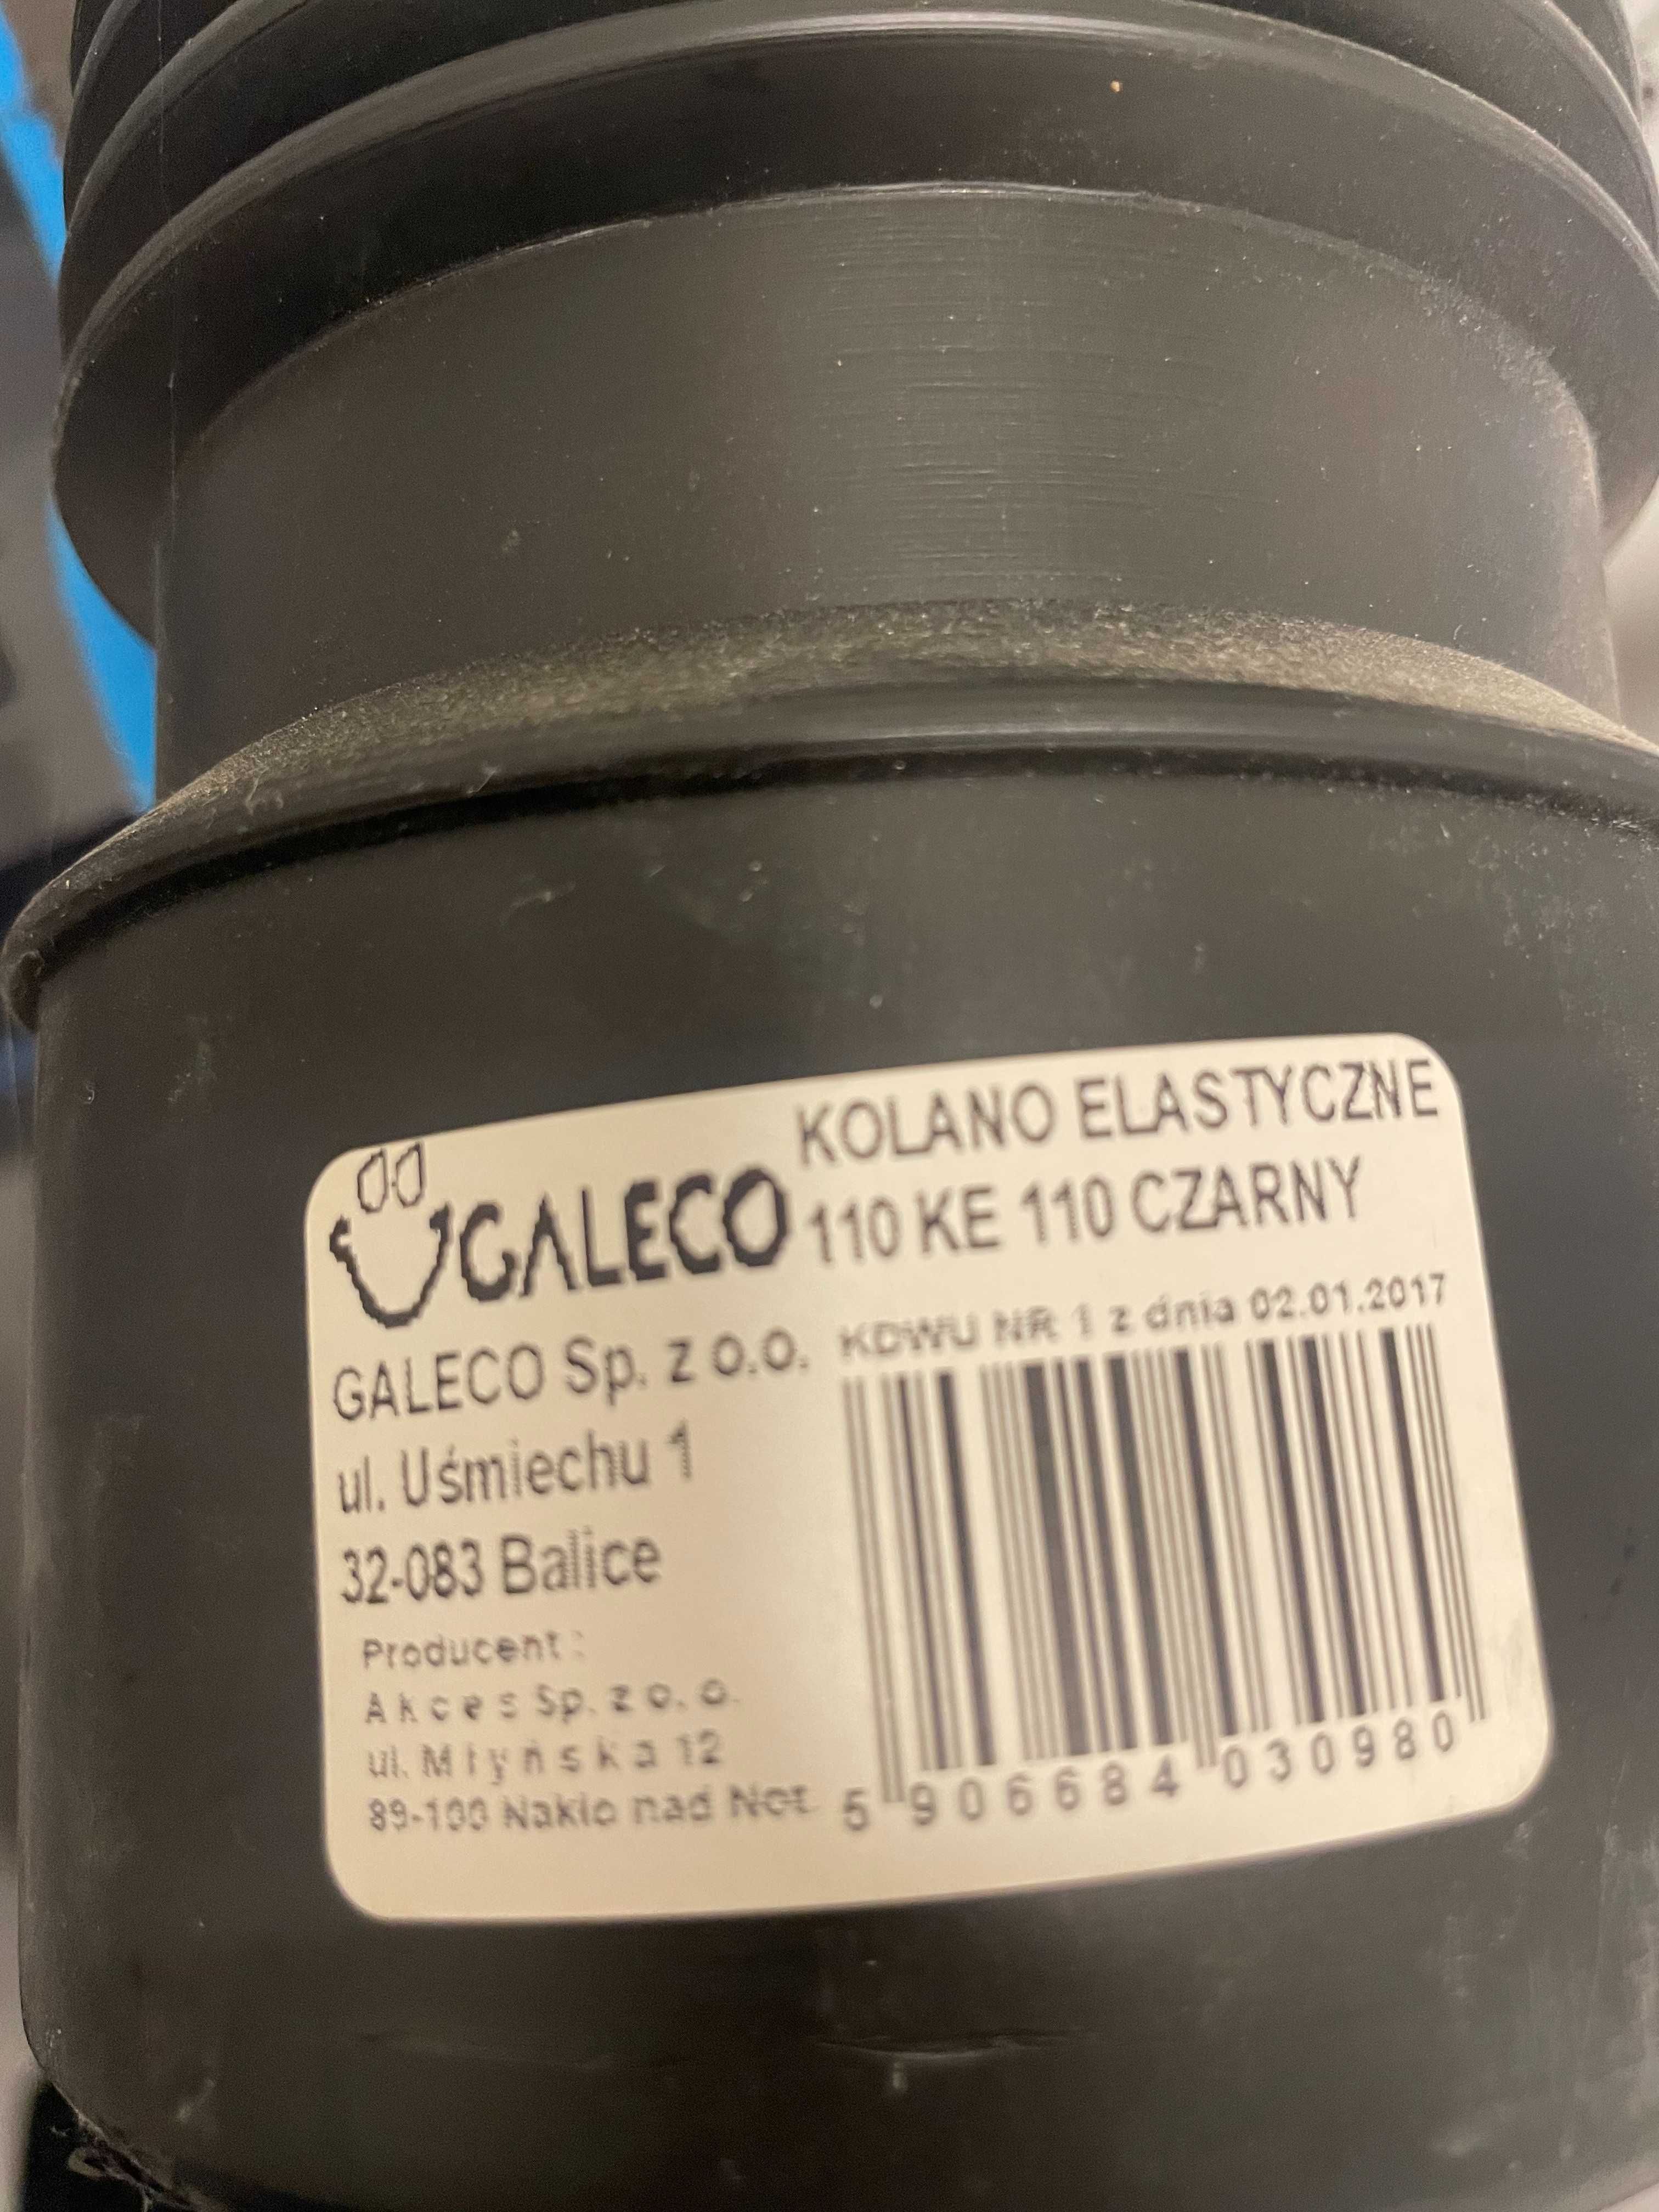 GALECO
KOLANO ELASTYCZNE
110 KE 110 CZARNY
KDWU NR 1 z dnia 02.01.2017
GALECO Sp. z o.o.
ul. Uśmiechu 1
32-083 Balice
Producent :
Akces Sp. z o. o.
ul. Młyńska 12
89-100 Nakło nad Not
5 906684 030980